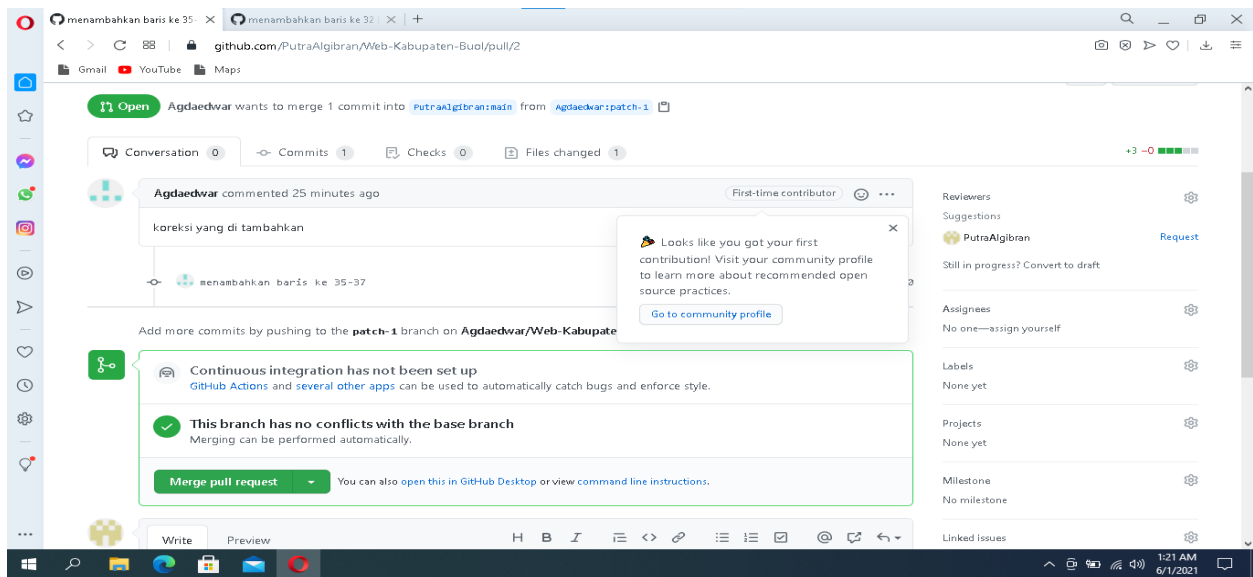 menambahkan baris ke 35-
menambahkan baris ke 32
github.com/PutraAlgibran/Web-Kabupaten-Buol/pull/2
Gmail YouTube Maps
Open Agdaedwar wants to merge 1 commit into PutraAlgibran:main from Agdaedwar:patch-1
Conversation 0 Commits 1 Checks 0 Files changed 1 +3 −0
Agdaedwar commented 25 minutes ago First-time contributor
koreksi yang di tambahkan
Looks like you got your first
contribution! Visit your community profile
to learn more about recommended open
source practices.
Go to community profile
menambahkan baris ke 35-37
Add more commits by pushing to the patch-1 branch on Agdaedwar/Web-Kabupate
Continuous integration has not been set up
GitHub Actions and several other apps can be used to automatically catch bugs and enforce style.
This branch has no conflicts with the base branch
Merging can be performed automatically.
Merge pull request You can also open this in GitHub Desktop or view command line instructions.
Write Preview H B I
Reviewers
Suggestions
PutraAlgibran Request
Still in progress? Convert to draft
Assignees
No one—assign yourself
Labels
None yet
Projects
None yet
Milestone
No milestone
Linked issues
1:21 AM
6/1/2021